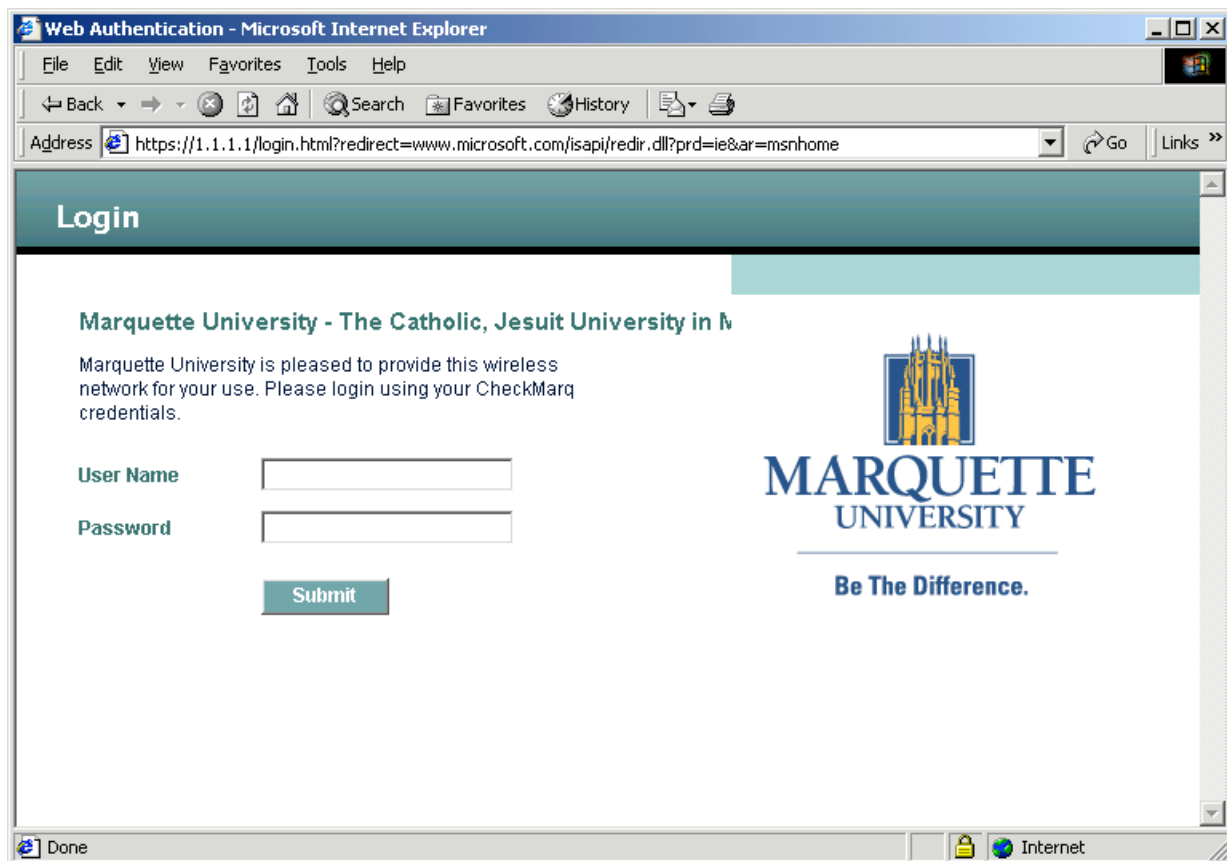 Web Authentication - Microsoft Internet Explorer
File Edit View Favorites Tools Help
Back Search Favorites History
Address https://1.1.1.1/login.html?redirect=www.microsoft.com/isapi/redir.dll?prd=ie&ar=msnhome Go Links »
Login
Marquette University - The Catholic, Jesuit University in
Marquette University is pleased to provide this wireless
network for your use. Please login using your CheckMarq
credentials.
User Name
Password
Submit
MARQUETTE
UNIVERSITY
Be The Difference.
Done Internet